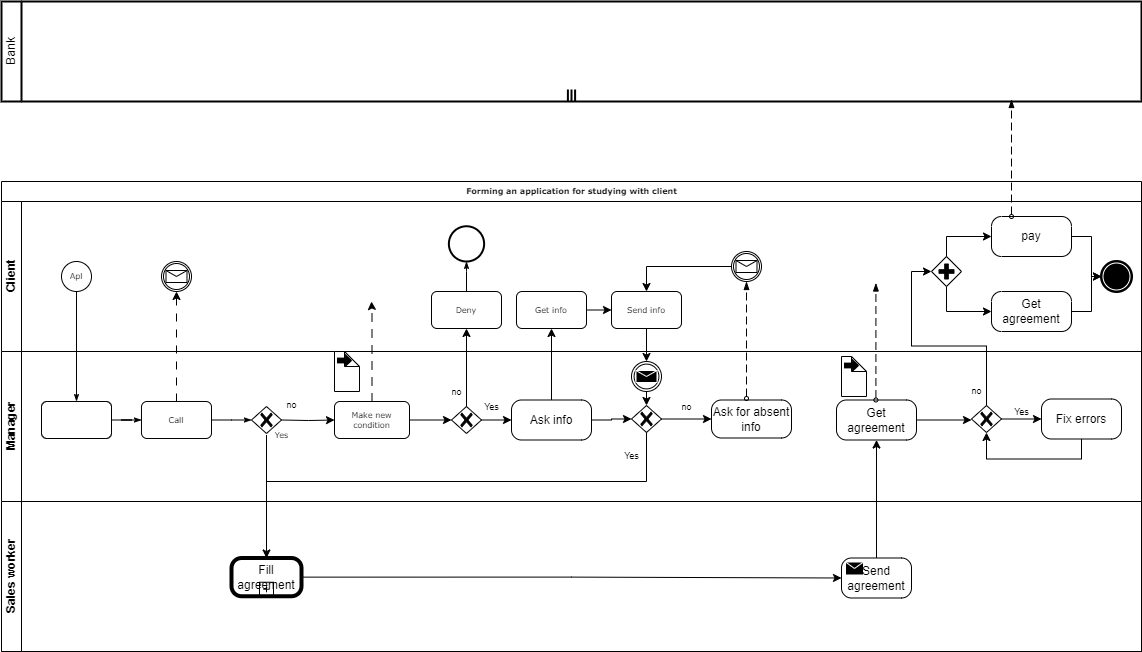 Bank
Forming an application for studying with client
Client
Apl
Deny
Get info
Send info
pay
Get
agreement
Manager
Call
no
Yes
Make new
condition
no
Yes
Ask info
no
Yes
Ask for absent
info
Get
agreement
no
Yes
Fix errors
Sales worker
Fill
agreement
Send
agreement